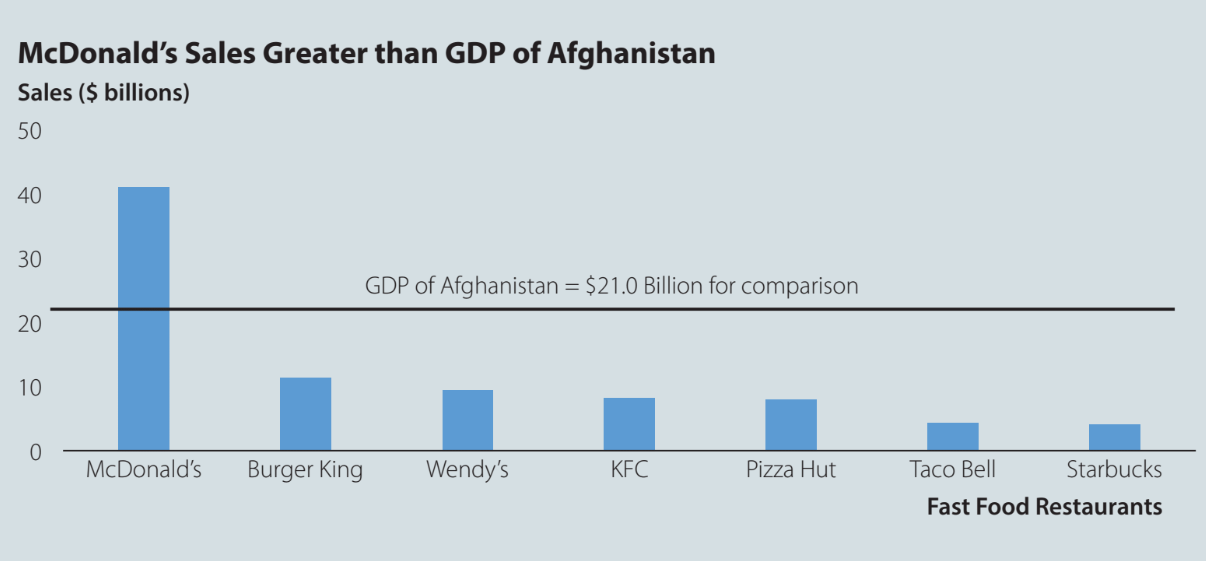 McDonald’s Sales Greater than GDP of Afghanistan
Sales ($ billions)
50
40
30
GDP of Afghanistan = $21.0 Billion for comparison
20
10
0
McDonald’s Burger King Wendy’s KFC Pizza Hut Taco Bell Starbucks
Fast Food Restaurants